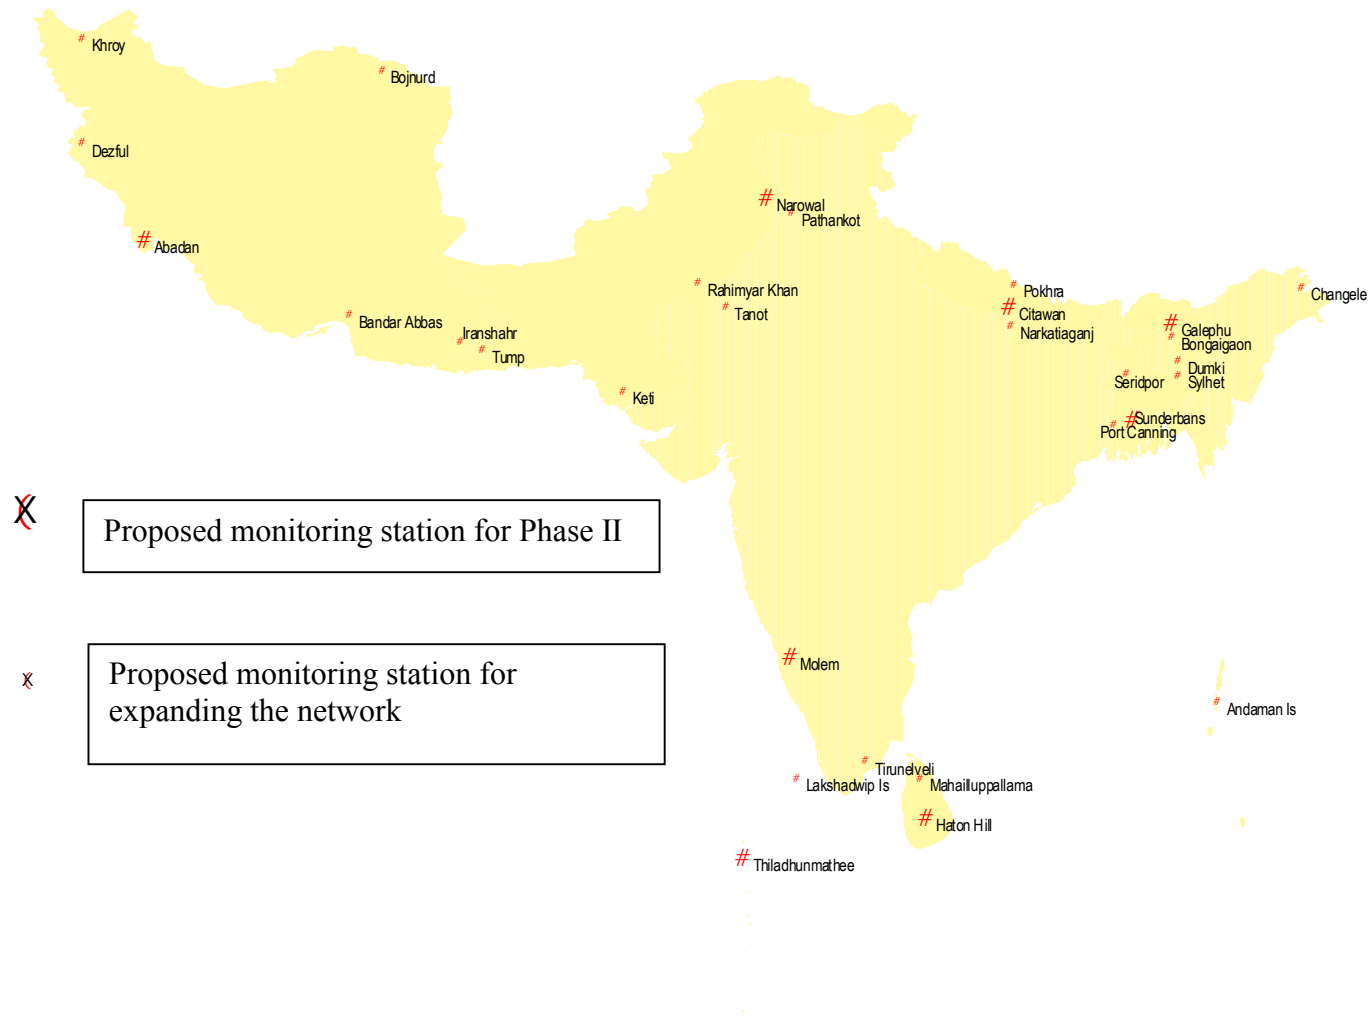 # Khroy
# Bojnurd
# Dezful
# Narowal
# Pathankot
# Abadan
# Rahimyar Khan
# Tanot
# Pokhra
# Citawan
# Narkatiaganj
# Changele
# Bandar Abbas
# Iranshahr
# Tump
# Galephu
# Bongaigaon
# Dumki
# Sylhet
# Seridpor
# Keti
# Sunderbans
# Port Canning
X
Proposed monitoring station for Phase II
X
Proposed monitoring station for
expanding the network
# Molem
# Andaman Is
# Tirunelveli
# Lakshadwip Is
# Mahailluppallama
# Haton Hill
# Thiladhunmathee